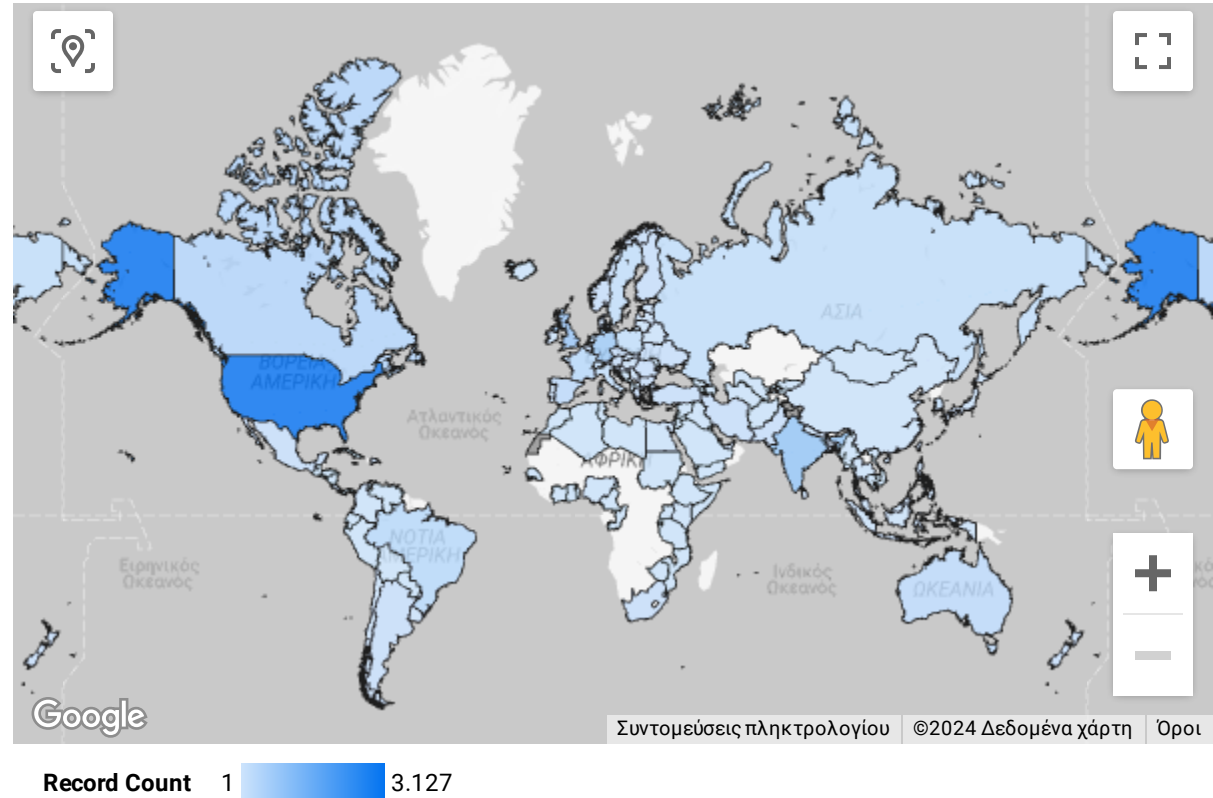 ΑΣΙΑ
ΒΟΡΕΙΑ
ΑΜΕΡΙΚΗ
Ατλαντικός
Ωκεανός
ΑΦΡΙΚΗ
ΝΟΤΙΑ
ΑΜΕΡΙΚΗ
Ειρηνικός
Ωκεανός
Ινδικός
Ωκεανός
ΩΚΕΑΝΙΑ
Google
Συντομεύσεις πληκτρολογίου
©2024 Δεδομένα χάρτη
Όροι
Record Count 1 3.127